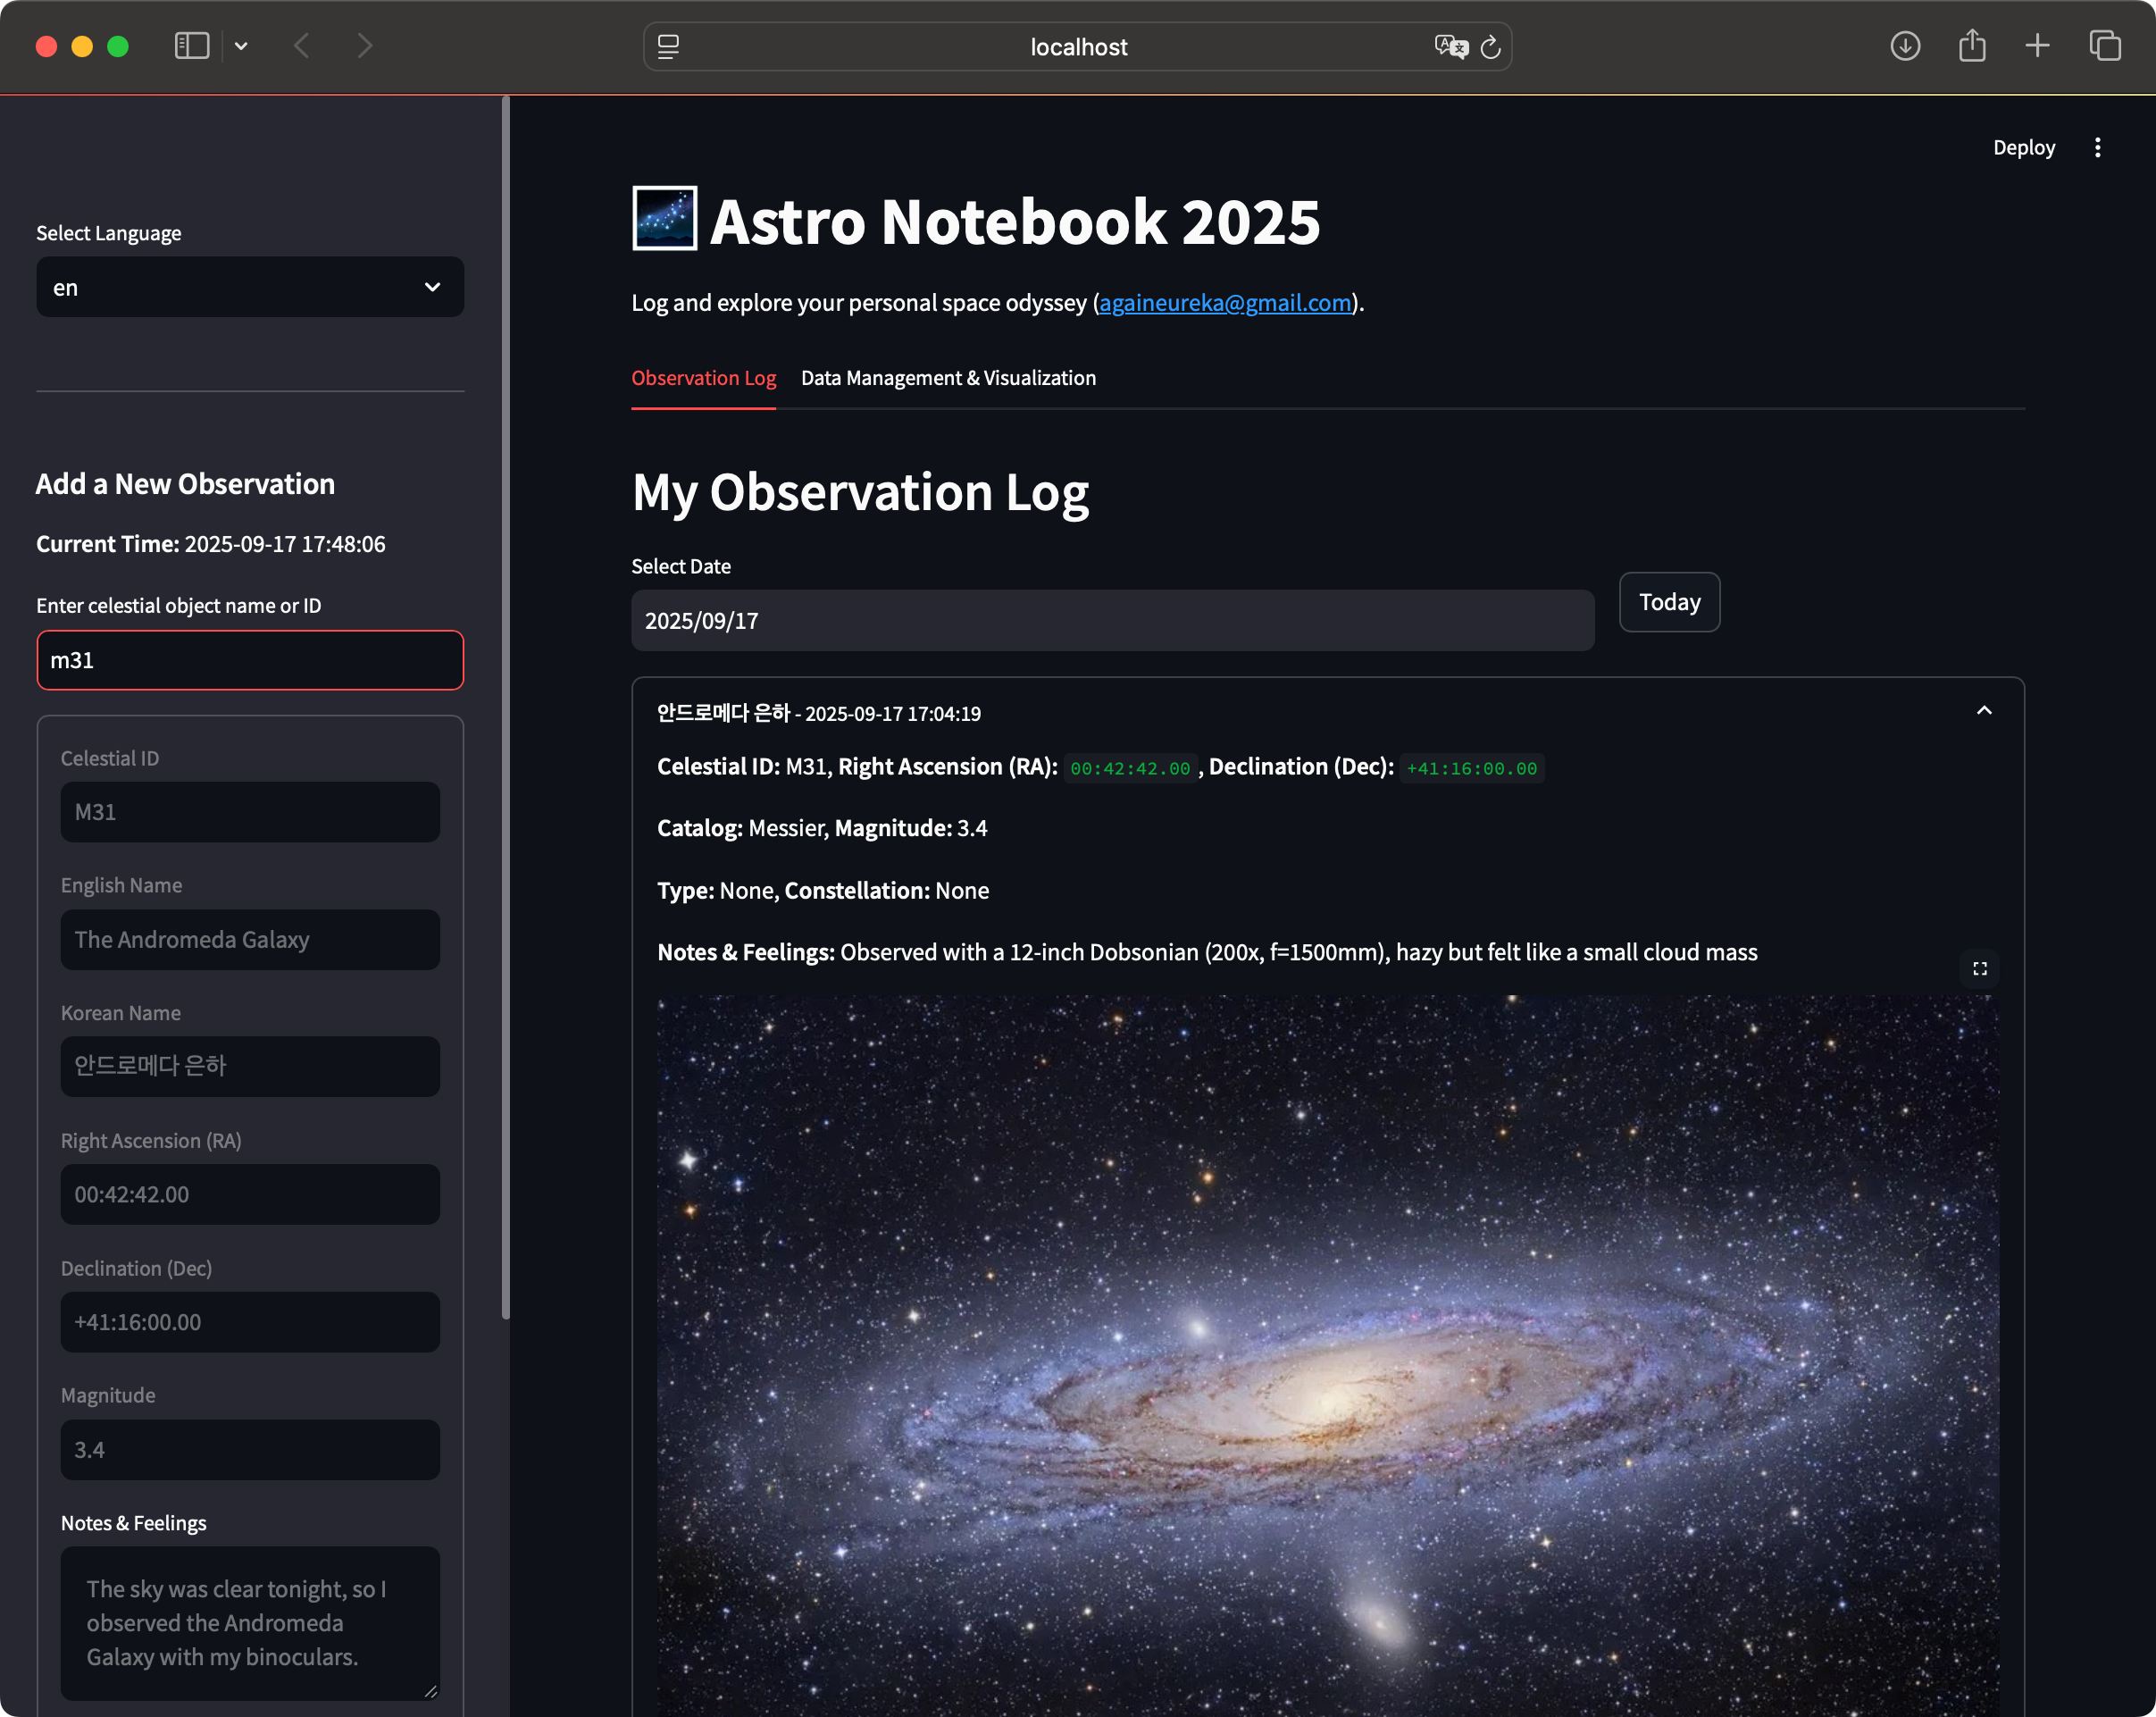 localhost
Deploy
Select Language
en
Add a New Observation
Current Time: 2025-09-17 17:48:06
Enter celestial object name or ID
m31
Celestial ID
M31
English Name
The Andromeda Galaxy
Korean Name
안드로메다 은하
Right Ascension (RA)
00:42:42.00
Declination (Dec)
+41:16:00.00
Magnitude
3.4
Notes & Feelings
The sky was clear tonight, so I
observed the Andromeda
Galaxy with my binoculars.
Astro Notebook 2025
Log and explore your personal space odyssey (againeureka@gmail.com).
Observation Log Data Management & Visualization
My Observation Log
Select Date
2025/09/17
Today
안드로메다 은하 - 2025-09-17 17:04:19
Celestial ID: M31, Right Ascension (RA): 00:42:42.00 , Declination (Dec): +41:16:00.00
Catalog: Messier, Magnitude: 3.4
Type: None, Constellation: None
Notes & Feelings: Observed with a 12-inch Dobsonian (200x, f=1500mm), hazy but felt like a small cloud mass